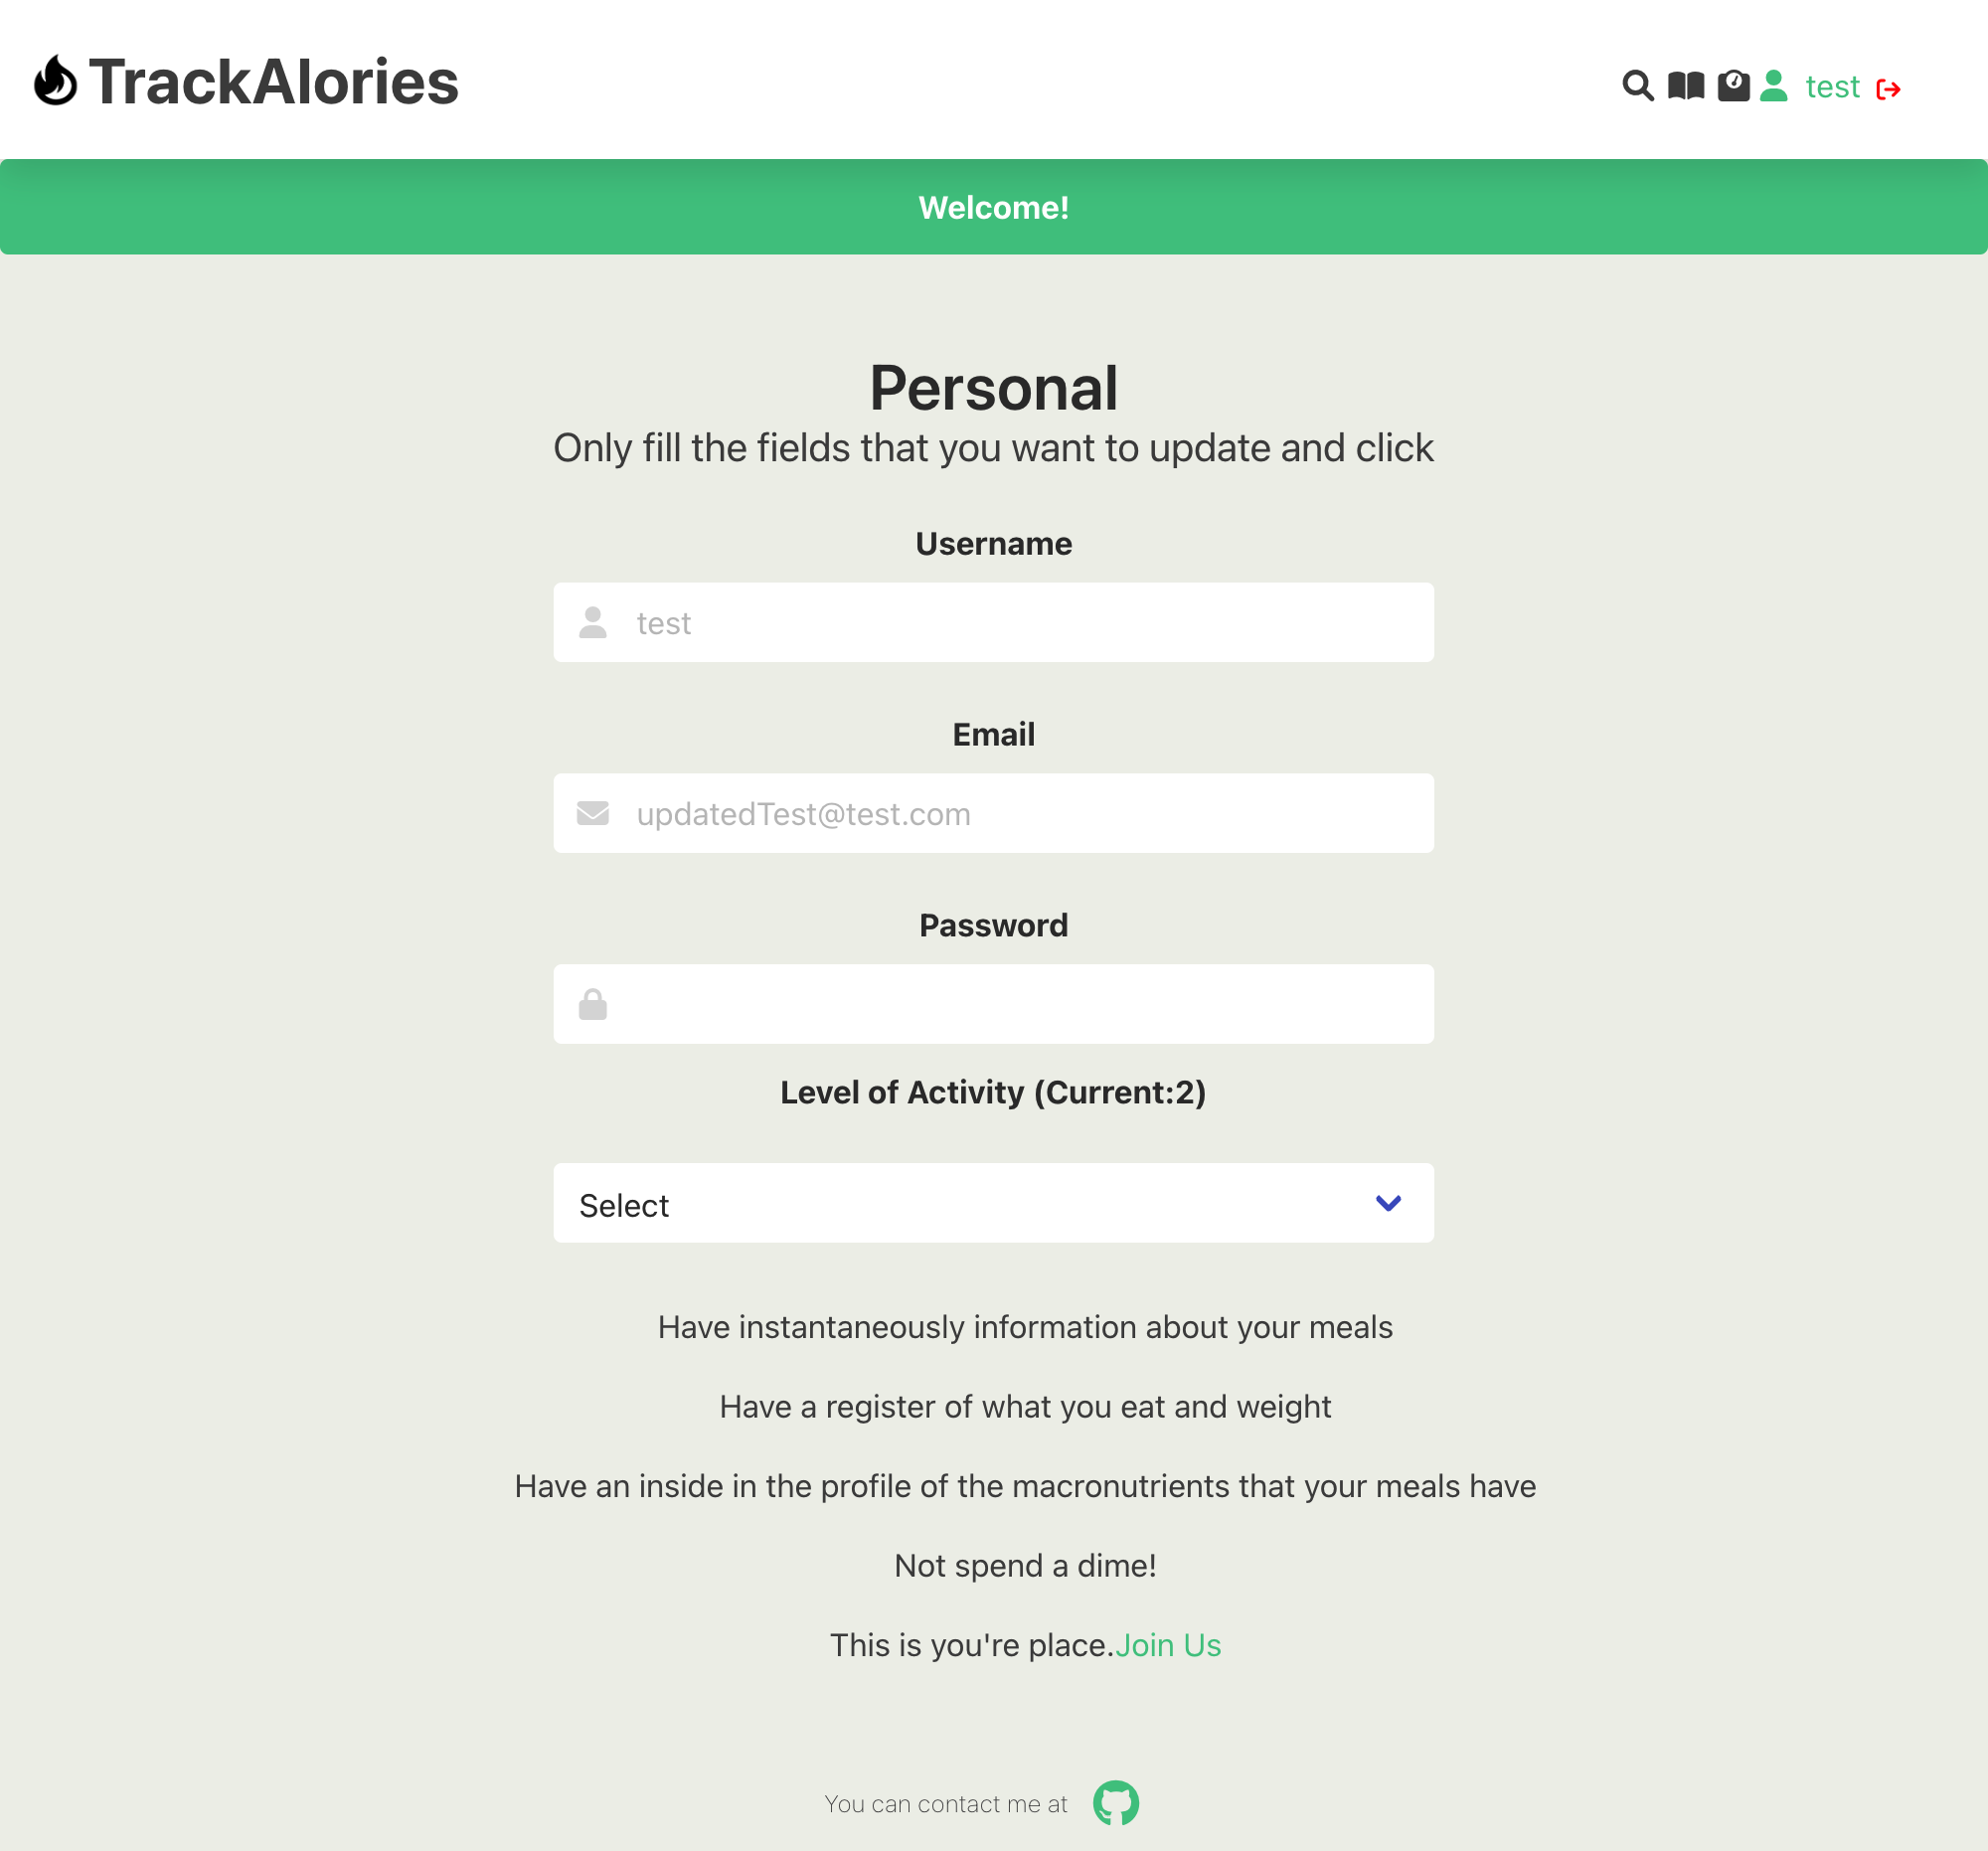 TrackAlories
test
Welcome!
Personal
Only fill the fields that you want to update and click
Username
test
Email
updatedTest@test.com
Password
Level of Activity (Current:2)
Select
Have instantaneously information about your meals
Have a register of what you eat and weight
Have an inside in the profile of the macronutrients that your meals have
Not spend a dime!
This is you're place.Join Us
You can contact me at